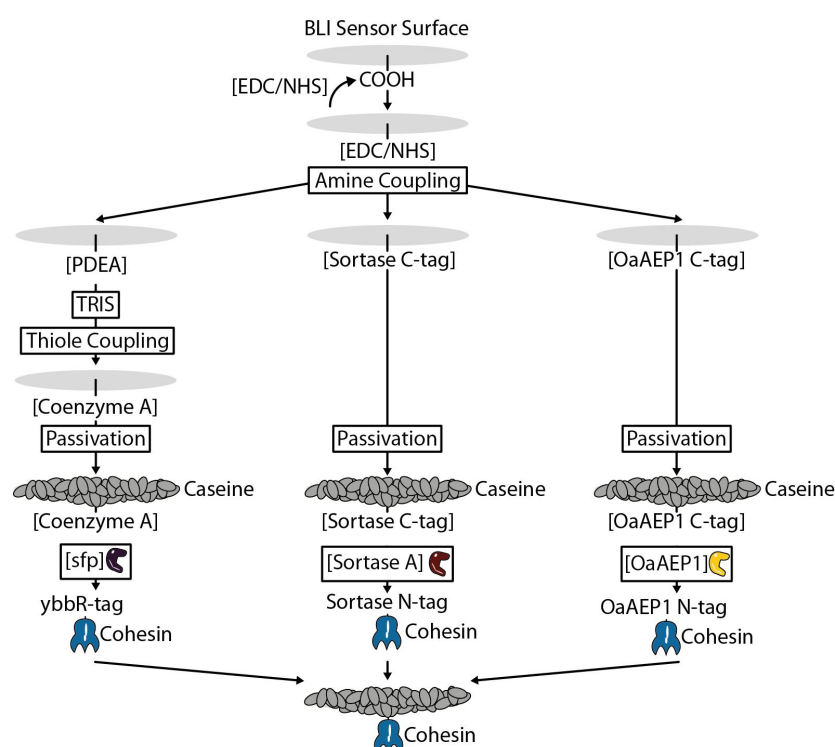 BLI Sensor Surface
[EDC/NHS]
COOH
[EDC/NHS]
Amine Coupling
[PDEA]
[Sortase C-tag]
[OaAEP1 C-tag]
TRIS
Thiole Coupling
[Coenzyme A]
Passivation
Passivation
Passivation
Caseine
Caseine
Caseine
[Coenzyme A]
[Sortase C-tag]
[OaAEP1 C-tag]
[sfp]
[Sortase A]
[OaAEP1]
ybbR-tag
Sortase N-tag
OaAEP1 N-tag
Cohesin
Cohesin
Cohesin
Cohesin